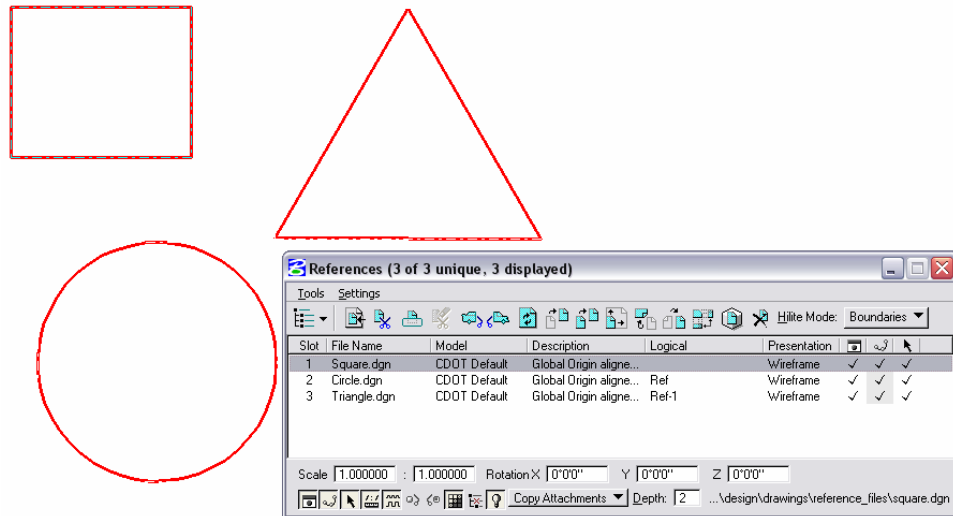 References (3 of 3 unique, 3 displayed)
Tools Settings
Hilite Mode: Boundaries
Slot File Name Model Description Logical Presentation
1 Square.dgn CDOT Default Global Origin aligne... Wireframe
2 Circle.dgn CDOT Default Global Origin aligne... Ref Wireframe
3 Triangle.dgn CDOT Default Global Origin aligne... Ref-1 Wireframe
Scale 1.000000 : 1.000000 Rotation X 0°0'0" Y 0°0'0" Z 0°0'0"
Copy Attachments Depth: 2 ...\design\drawings\reference_files\square.dgn